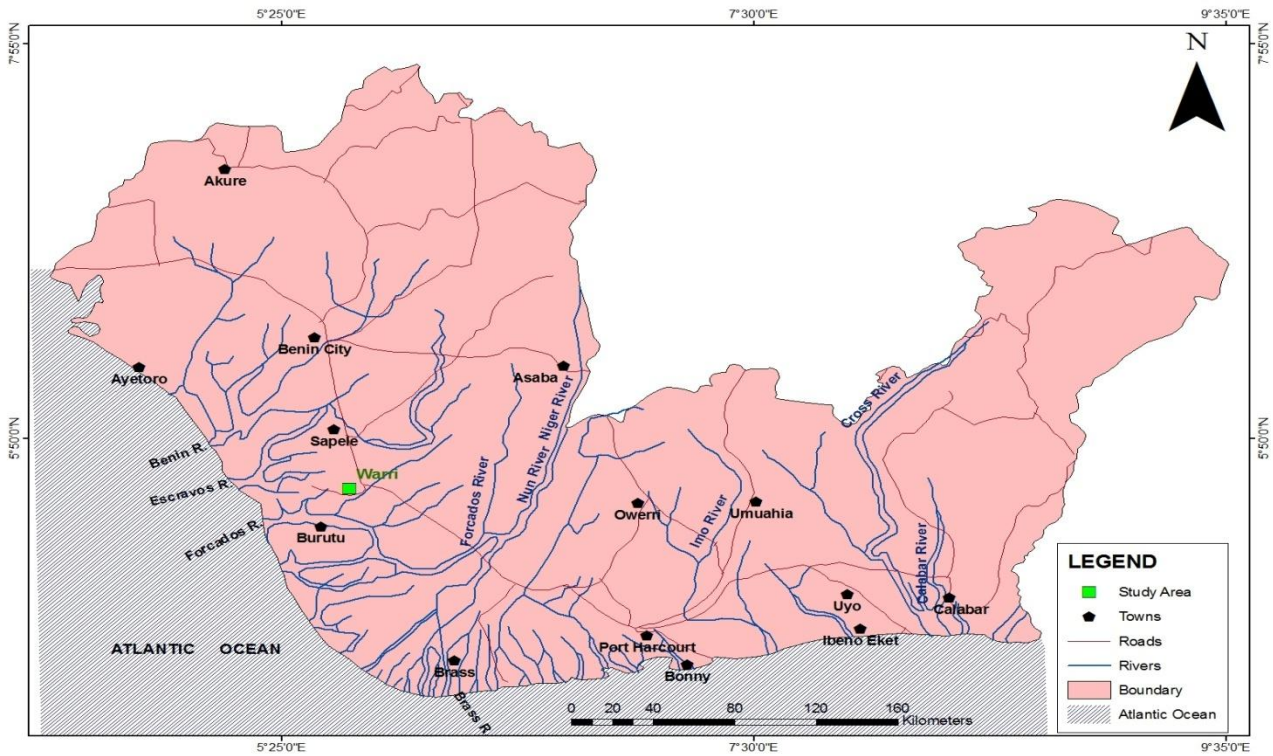 5°25'0"E
7°30'0"E
9°35'0"E
7°55'0"N
7°55'0"N
N
Akure
Benin City
Ayetoro
Asaba
Nun River Niger River
Cross River
Benin R.
Sapele
5°50'0"N
5°50'0"N
Warri
Escravos R.
Forcados River
Owerri
Imo River
Umuahia
Forcados R.
Burutu
Calabar River
Uyo
Calabar
Ibeno Eket
Port Harcourt
Bonny
ATLANTIC OCEAN
Brass
Brass R
LEGEND
Study Area
Towns
Roads
Rivers
Boundary
Atlantic Ocean
0 20 40 80 120 160
Kilometers
5°25'0"E
7°30'0"E
9°35'0"E